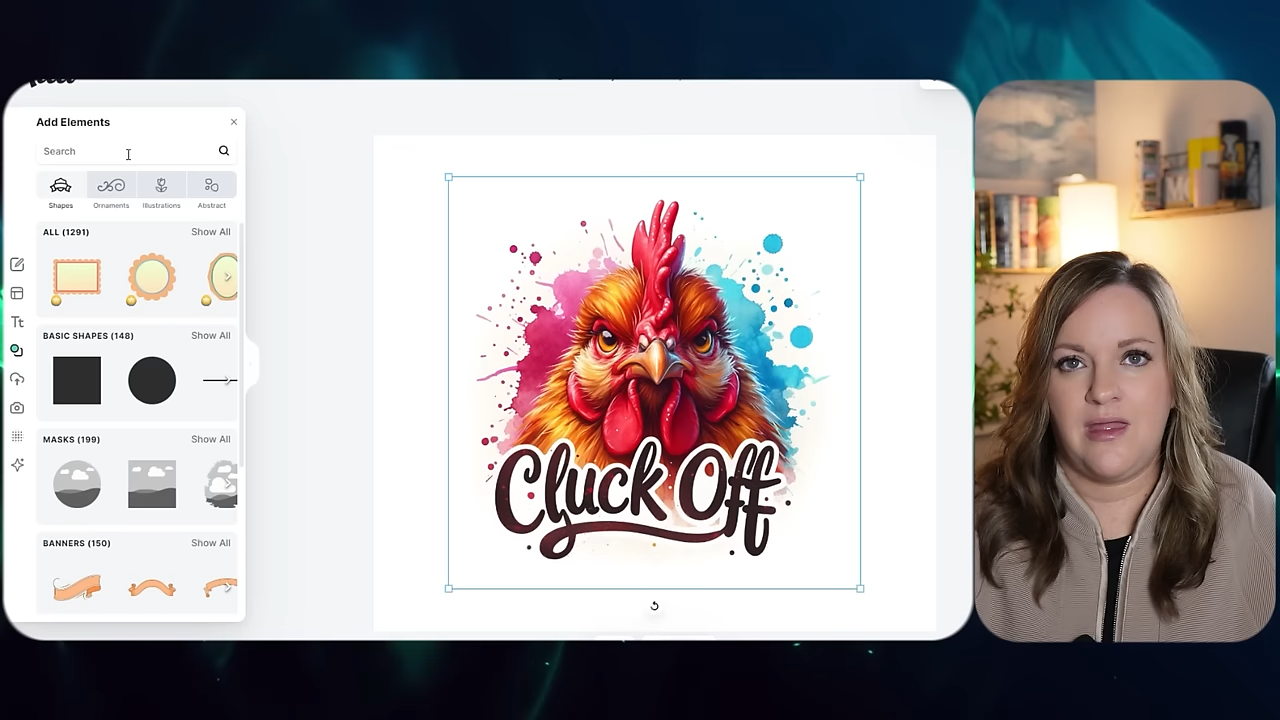 Add Elements
Search
Shapes
Ornaments
Illustrations
Abstract
ALL (1291)
Show All
BASIC SHAPES (148)
Show All
MASKS (199)
Show All
BANNERS (150)
Show All
Tt
Cluck Off